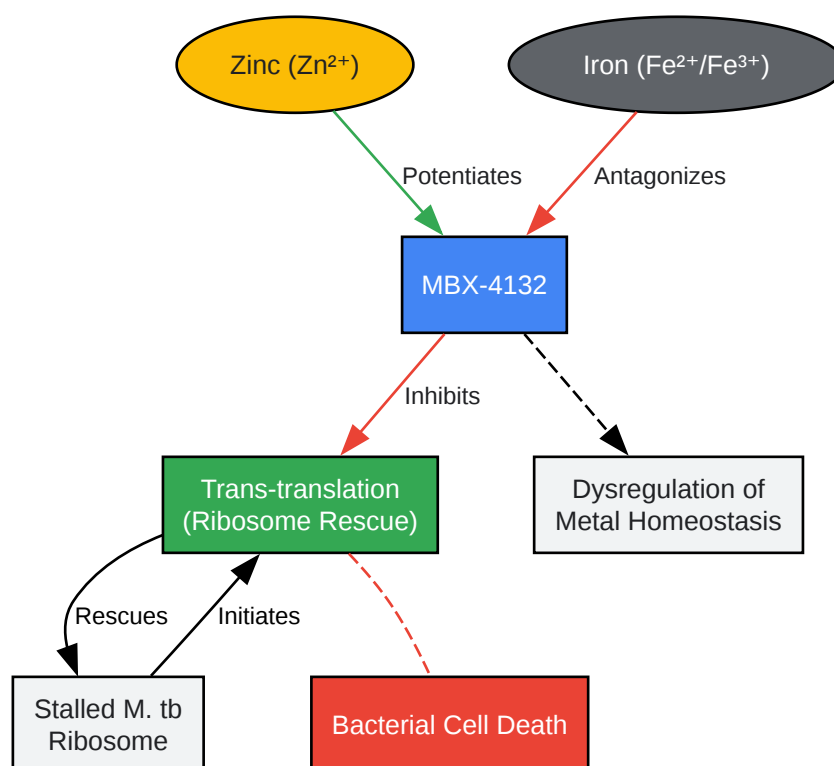 Zinc (Zn²⁺)
Iron (Fe²⁺/Fe³⁺)
Potentiates
Antagonizes
MBX-4132
Inhibits
Trans-translation
(Ribosome Rescue)
Dysregulation of
Metal Homeostasis
Rescues
Initiates
Stalled M. tb
Ribosome
Bacterial Cell Death